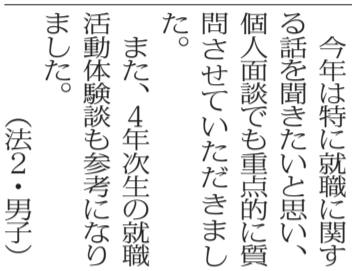 今年は特に就職に関す
る話を聞きたいと思い、
個人面談でも重点的に質
問させていただきまし
た。
また、４年次生の就職
活動体験談も参考になり
ました。
（法２・男子）